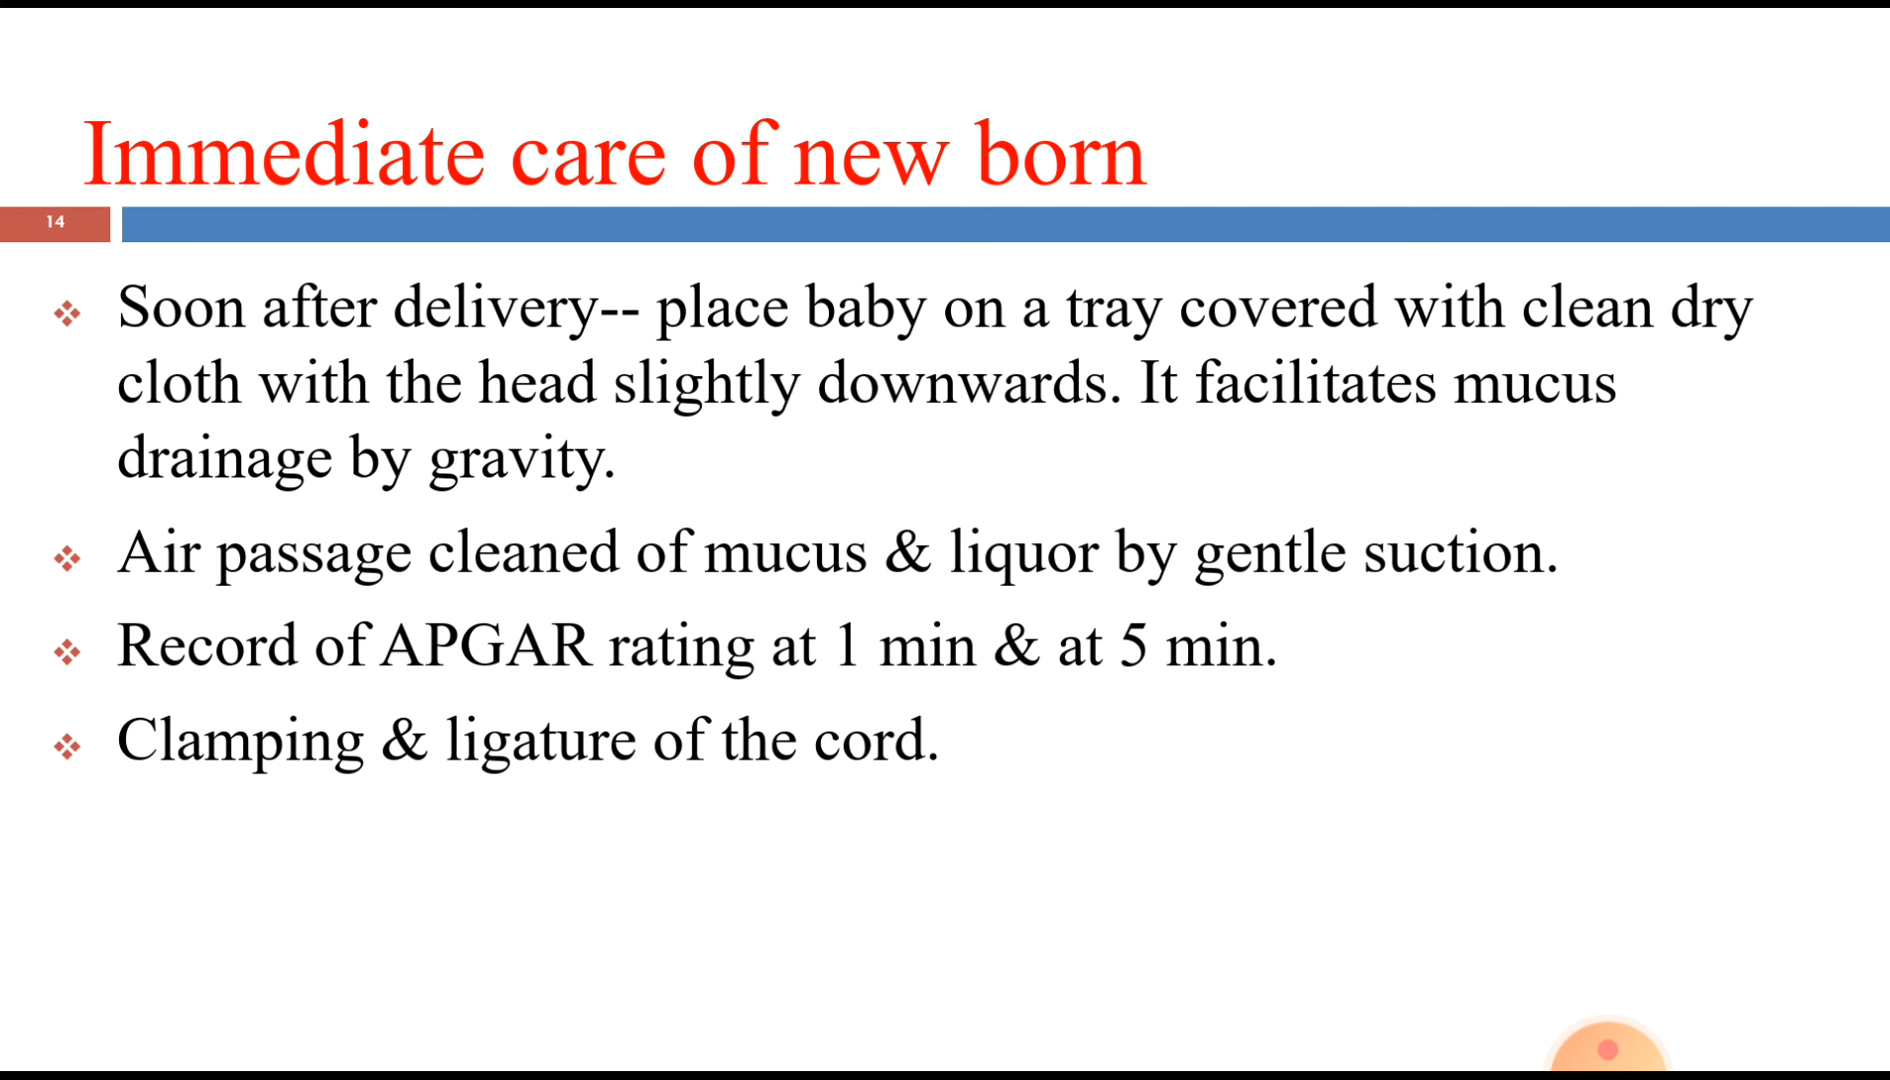 Immediate care of new born
14
Soon after delivery-- place baby on a tray covered with clean dry
cloth with the head slightly downwards. It facilitates mucus
drainage by gravity.
Air passage cleaned of mucus & liquor by gentle suction.
Record of APGAR rating at 1 min & at 5 min.
Clamping & ligature of the cord.